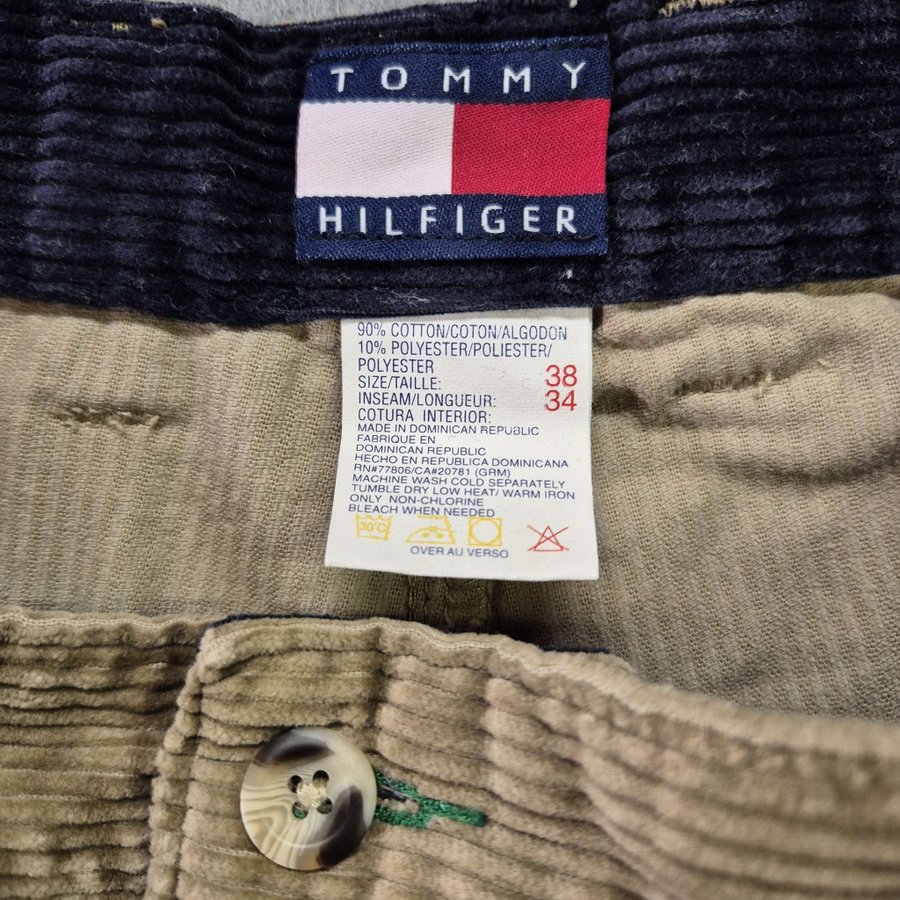 TOMMY
HILFIGER
90% COTTON/COTON/ALGODON
10% POLYESTER/POLIESTER/
POLYESTER
SIZE/TAILLE: 38
INSEAM/LONGUEUR: 34
COTURA INTERIOR:
MADE IN DOMINICAN REPUBLIC
FABRIQUE EN
DOMINICAN REPUBLIC
HECHO EN REPUBLICA DOMINICANA
RN#77806/CA#20781 (GRM)
MACHINE WASH COLD SEPARATELY
TUMBLE DRY LOW HEAT/ WARM IRON
ONLY NON-CHLORINE
BLEACH WHEN NEEDED
30°C
OVER AU VERSO